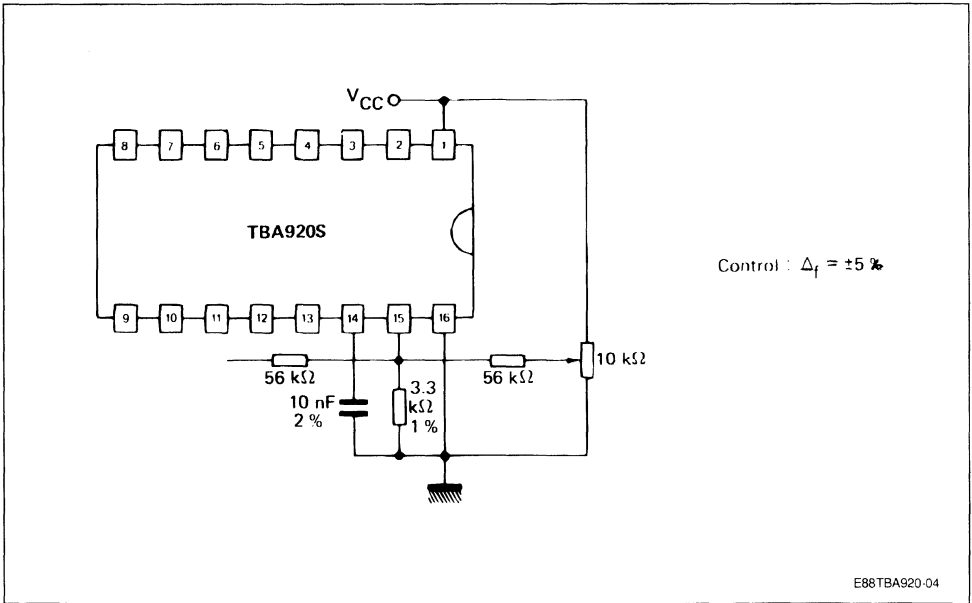 VCC
8 7 6 5 4 3 2 1
TBA920S
Control : Δf = ±5 %
9 10 11 12 13 14 15 16
10 kΩ
56 kΩ
56 kΩ
10 nF
2 %
3.3
kΩ
1 %
E88TBA920-04